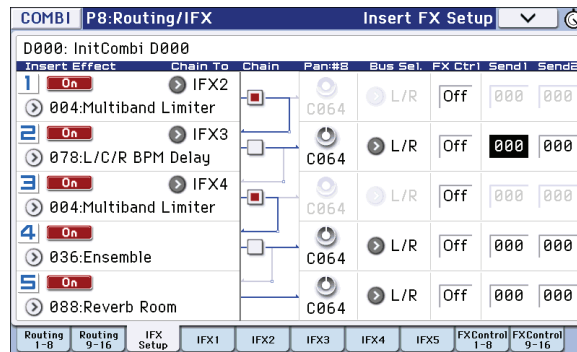 COMBI P8:Routing/IFX Insert FX Setup
D000: InitCombi D000
Insert Effect Chain To Chain Pan:#8 Bus Sel. FX Ctrl Send1 Send2
1 On IFX2 C064 L/R Off 000 000
004:Multiband Limiter
2 On IFX3 C064 L/R Off 000 000
078:L/C/R BPM Delay
3 On IFX4 C064 L/R Off 000 000
004:Multiband Limiter
4 On C064 L/R Off 000 000
036:Ensemble
5 On C064 L/R Off 000 000
088:Reverb Room
Routing 1-8 Routing 9-16 IFX Setup IFX1 IFX2 IFX3 IFX4 IFX5 FXControl 1-8 FXControl 9-16